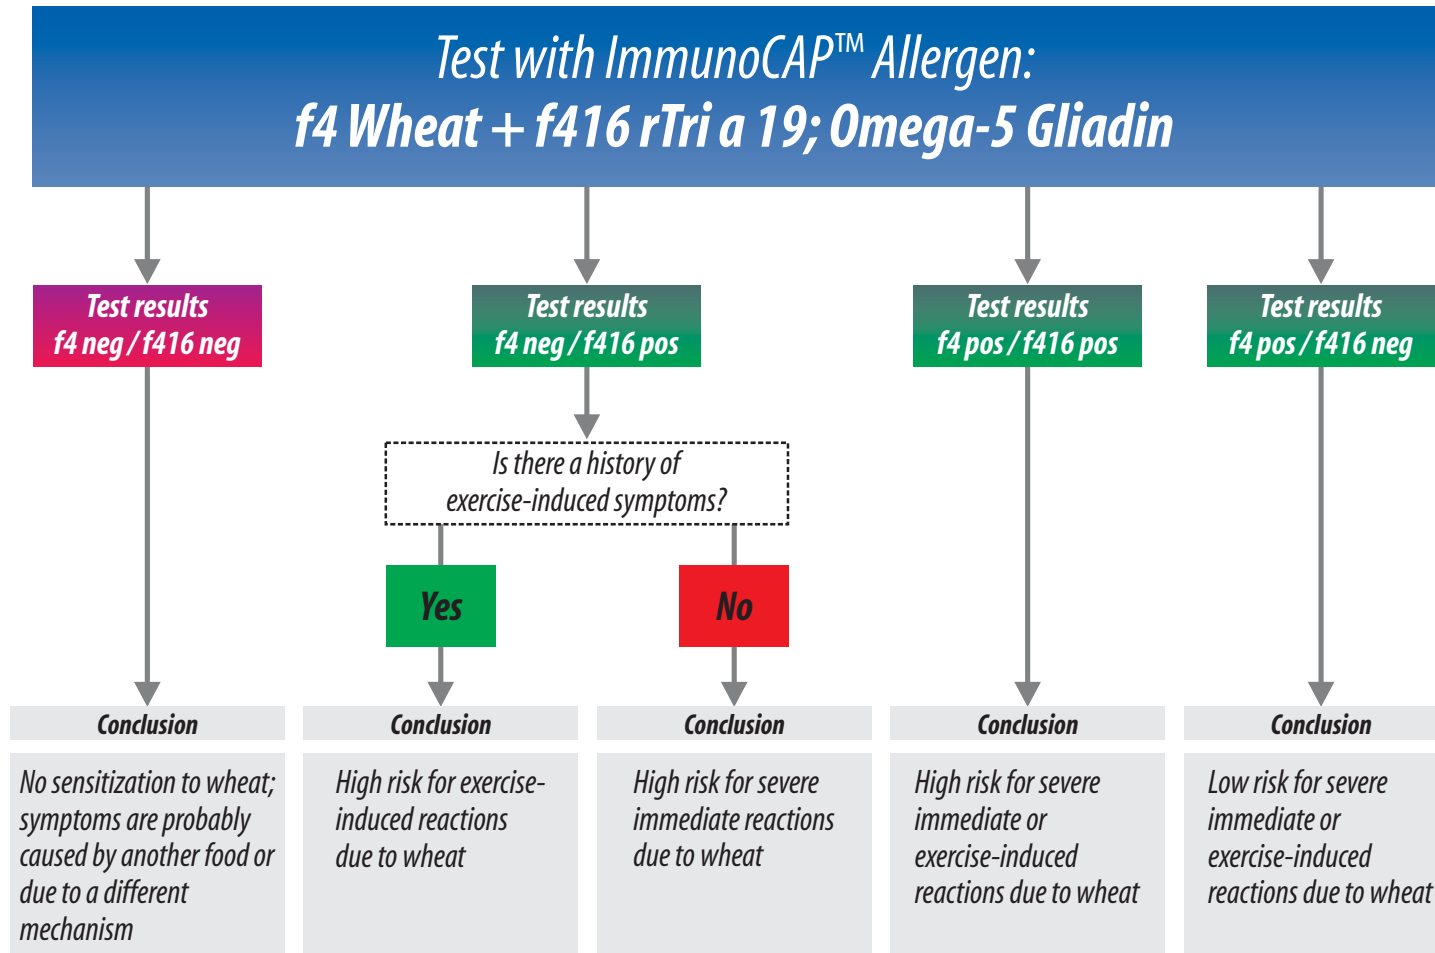 Test with ImmunoCAP™ Allergen:
f4 Wheat + f416 rTri a 19; Omega-5 Gliadin
Test results
f4 neg / f416 neg
Test results
f4 neg / f416 pos
Test results
f4 pos / f416 pos
Test results
f4 pos / f416 neg
Is there a history of
exercise-induced symptoms?
Yes
No
Conclusion
No sensitization to wheat;
symptoms are probably
caused by another food or
due to a different
mechanism
Conclusion
High risk for exercise-
induced reactions
due to wheat
Conclusion
High risk for severe
immediate reactions
due to wheat
Conclusion
High risk for severe
immediate or
exercise-induced
reactions due to wheat
Conclusion
Low risk for severe
immediate or
exercise-induced
reactions due to wheat